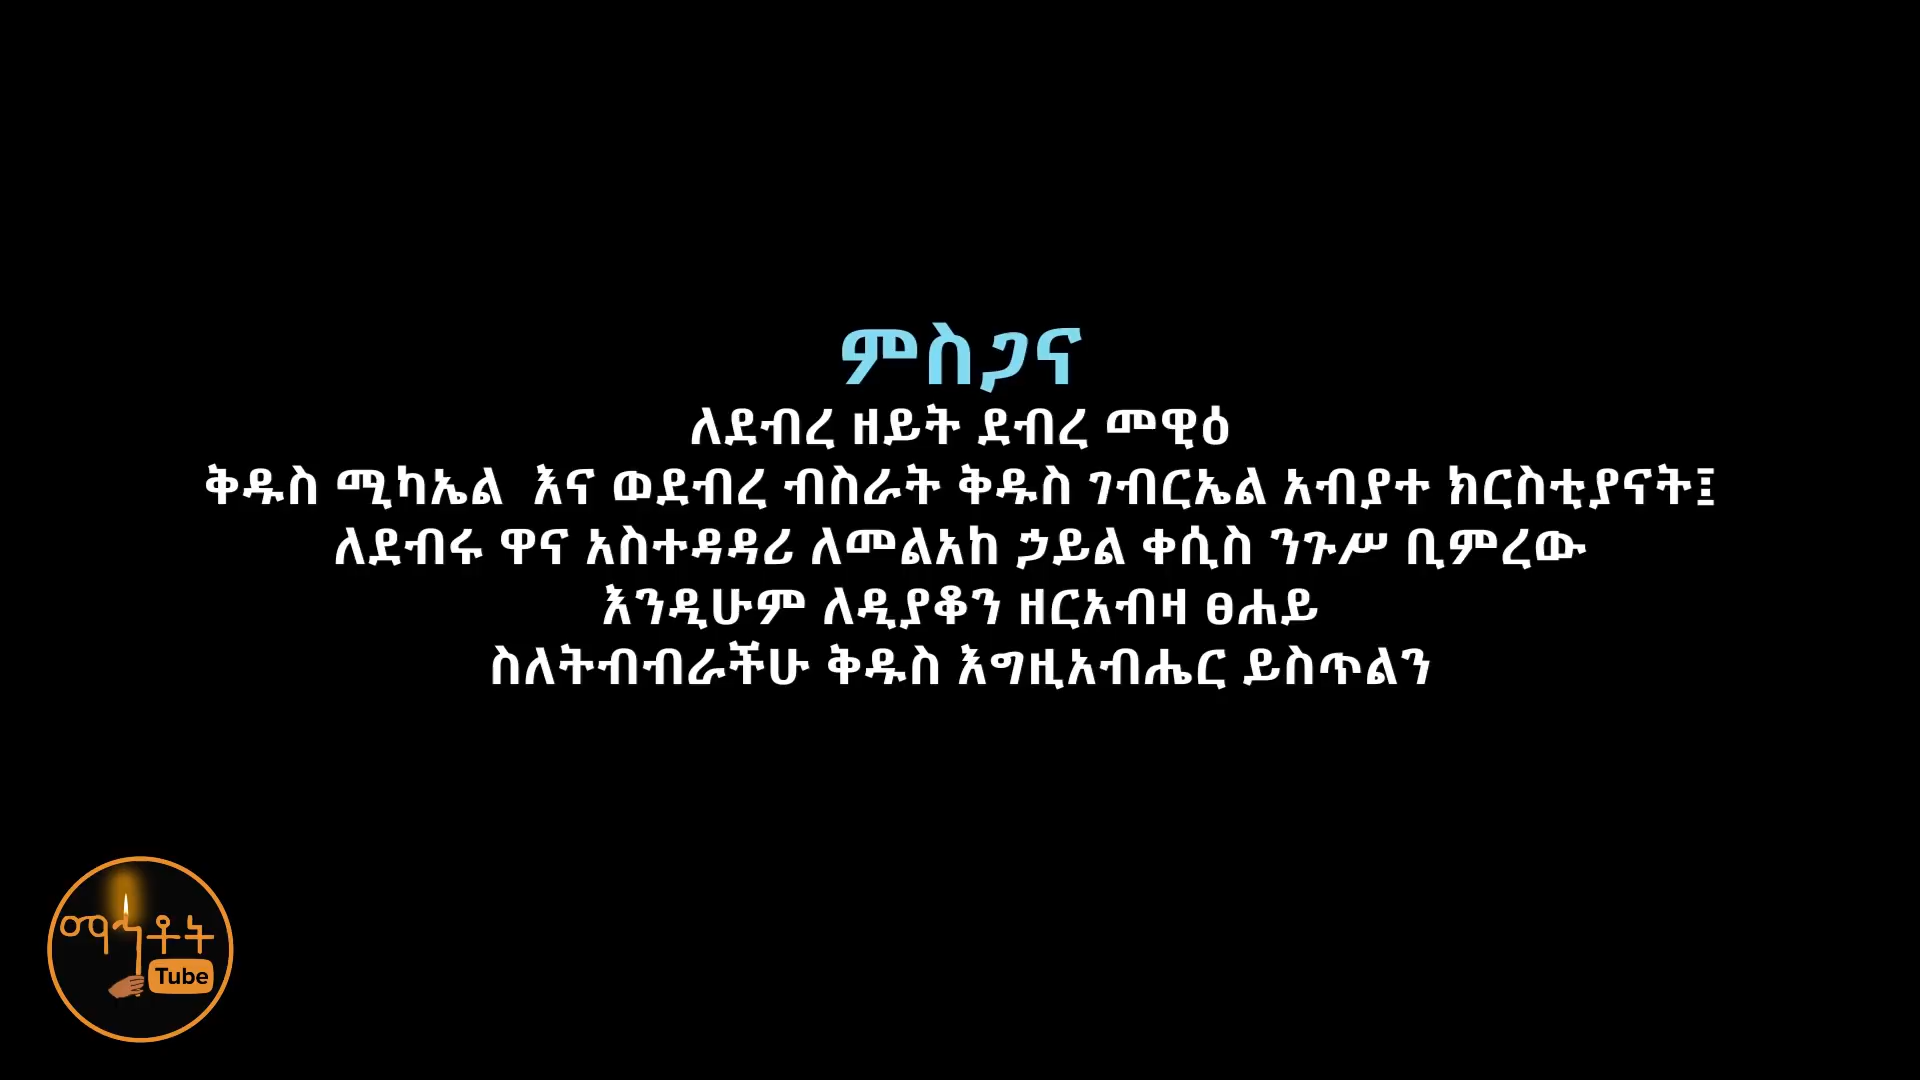 ምስጋና
ለደብረ ዘይት ደብረ መዊዕ
ቅዱስ ሚካኤል እና ወደብረ ብስራት ቅዱስ ገብርኤል አብያተ ክርስቲያናት፤
ለደብሩ ዋና አስተዳዳሪ ለመልአከ ኃይል ቀሲስ ንጉሥ ቢምረው
እንዲሁም ለዲያቆን ዘርአብዛ ፀሐይ
ስለትብብራችሁ ቅዱስ እግዚአብሔር ይስጥልን
ማኅቶት
Tube